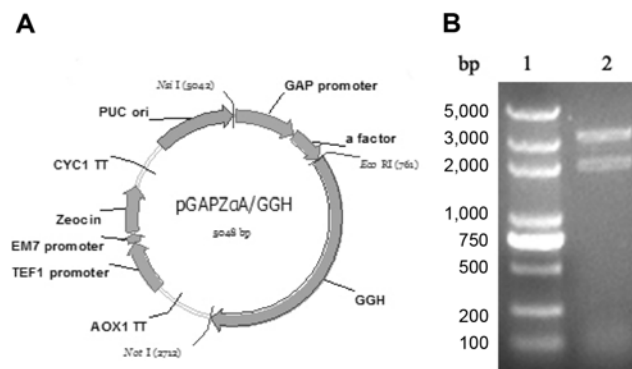 A
Nsi I (5042)
GAP promoter
PUC ori
a factor
Eco RI (761)
CYC1 TT
pGAPZαA/GGH
5048 bp
Zeocin
EM7 promoter
TEF1 promoter
GGH
AOX1 TT
Not I (2712)
B
bp
1
2
5,000
3,000
2,000
1,000
750
500
200
100